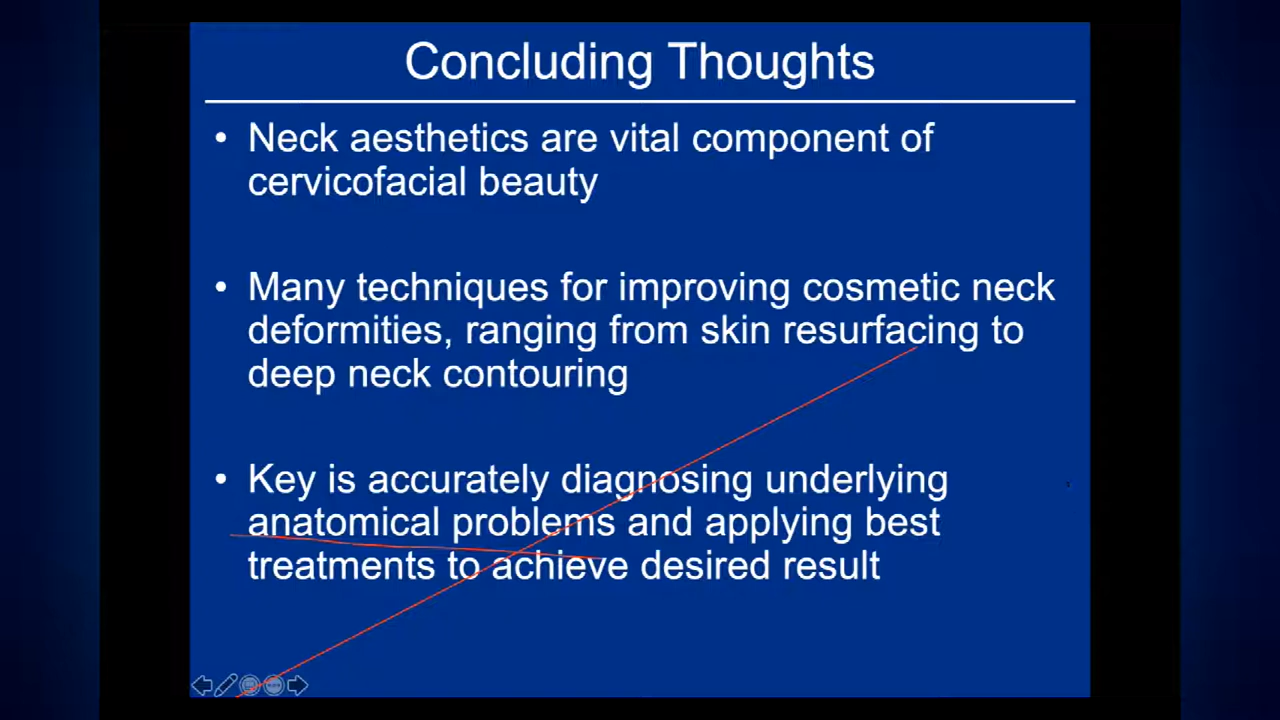 Concluding Thoughts
• Neck aesthetics are vital component of
cervicofacial beauty
• Many techniques for improving cosmetic neck
deformities, ranging from skin resurfacing to
deep neck contouring
• Key is accurately diagnosing underlying
anatomical problems and applying best
treatments to achieve desired result